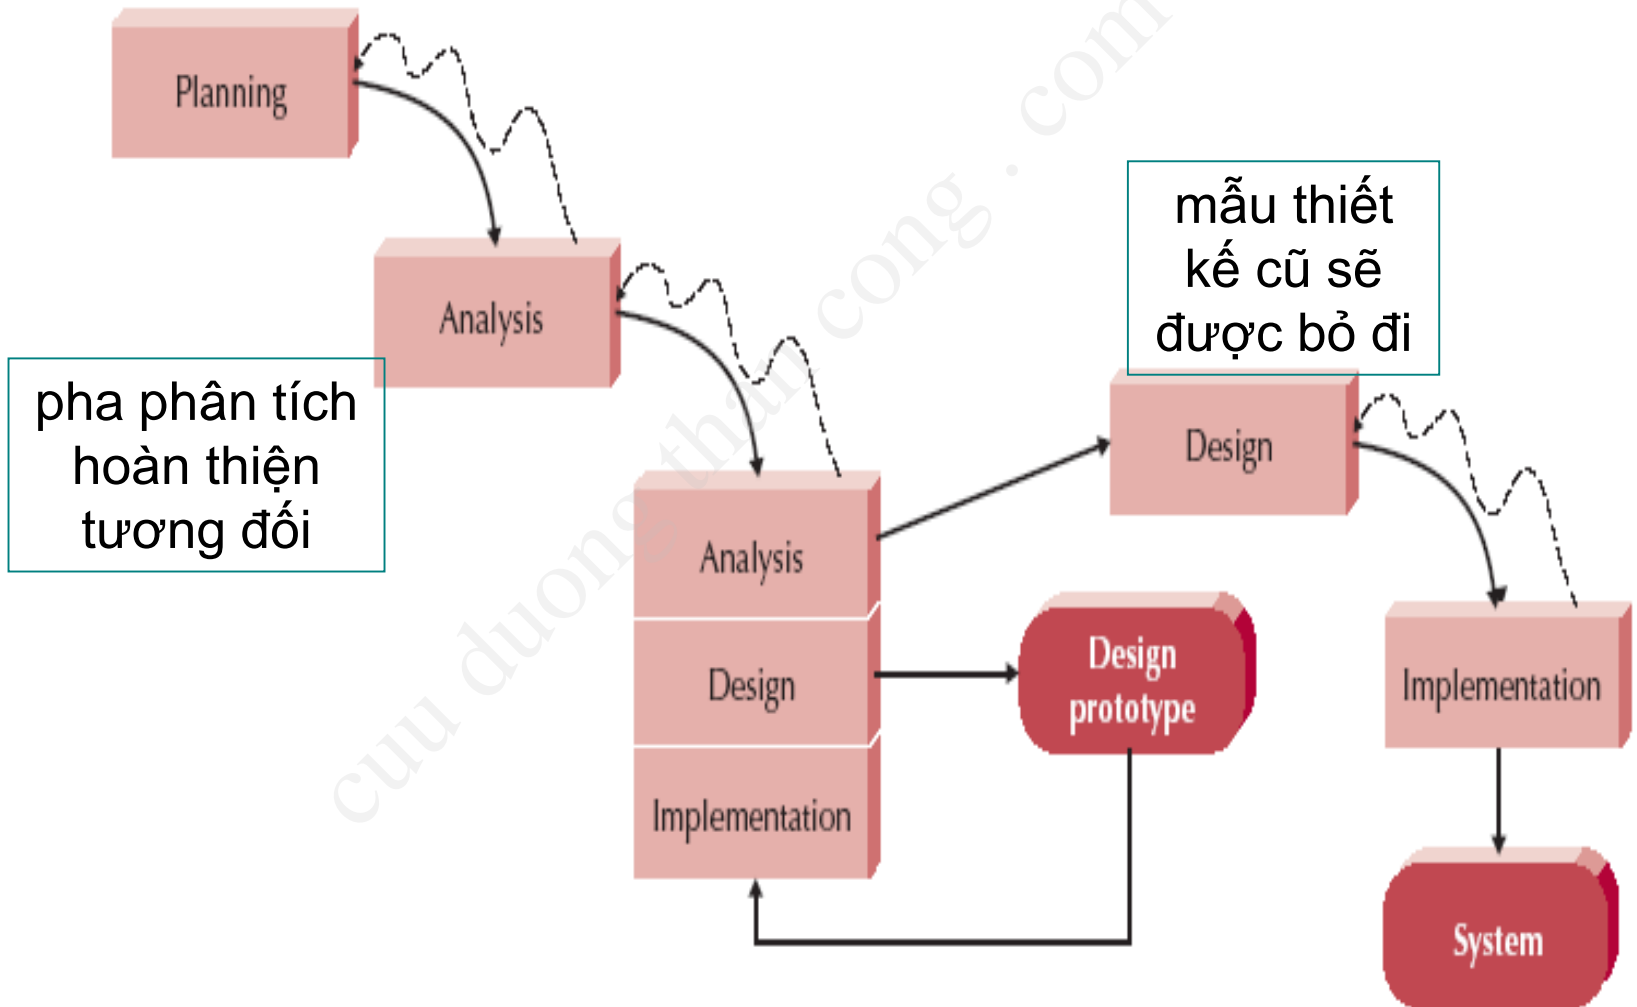 Planning
Analysis
pha phân tích
hoàn thiện
tương đối
mẫu thiết
kế cũ sẽ
được bỏ đi
Analysis
Design
Implementation
Design
prototype
Design
Implementation
System
cuu duong than cong . com